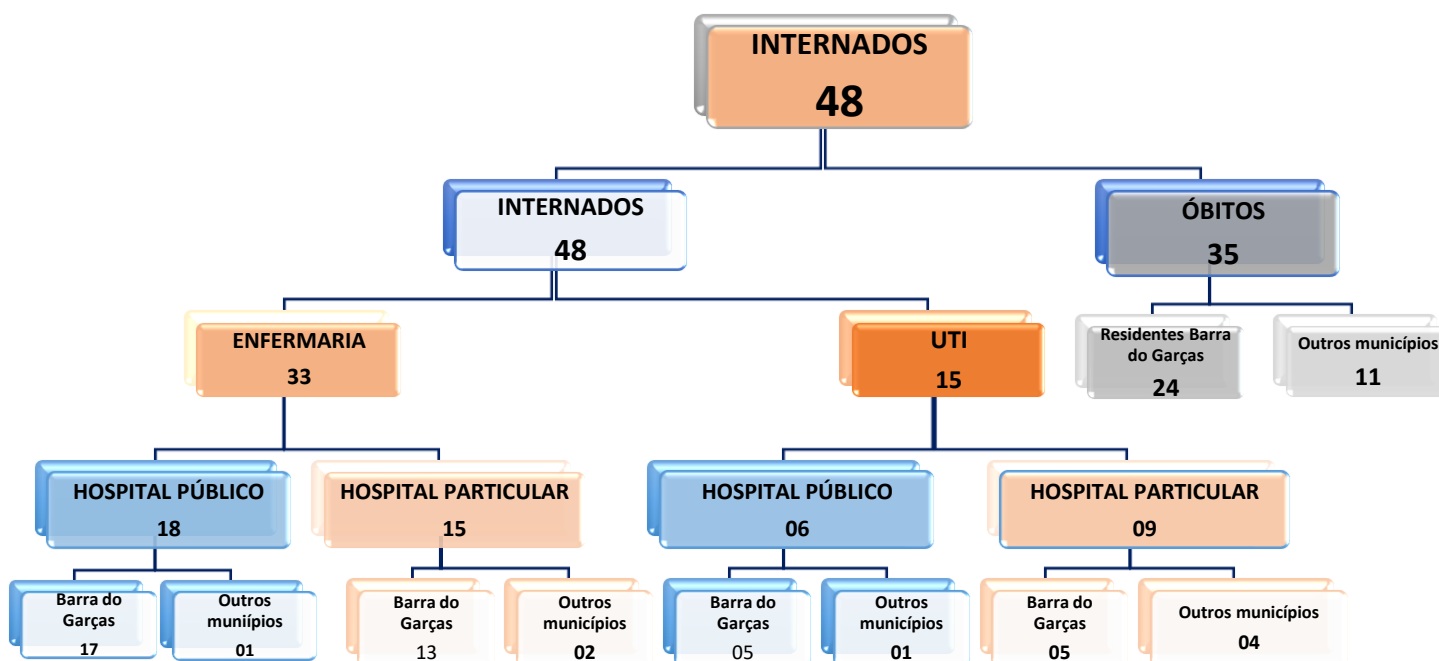 INTERNADOS
48
INTERNADOS
48
ÓBITOS
35
ENFERMARIA
33
UTI
15
Residentes Barra
do Garças
24
Outros municípios
11
HOSPITAL PÚBLICO
18
HOSPITAL PARTICULAR
15
HOSPITAL PÚBLICO
06
HOSPITAL PARTICULAR
09
Barra do
Garças
17
Outros
muniípios
01
Barra do
Garças
13
Outros
municípios
02
Barra do
Garças
05
Outros
municípios
01
Barra do
Garças
05
Outros municípios
04